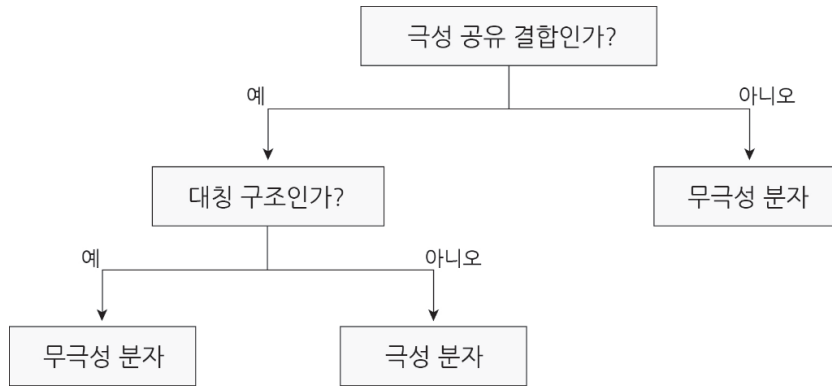 극성 공유 결합인가?
예
아니오
대칭 구조인가?
무극성 분자
예
아니오
무극성 분자
극성 분자